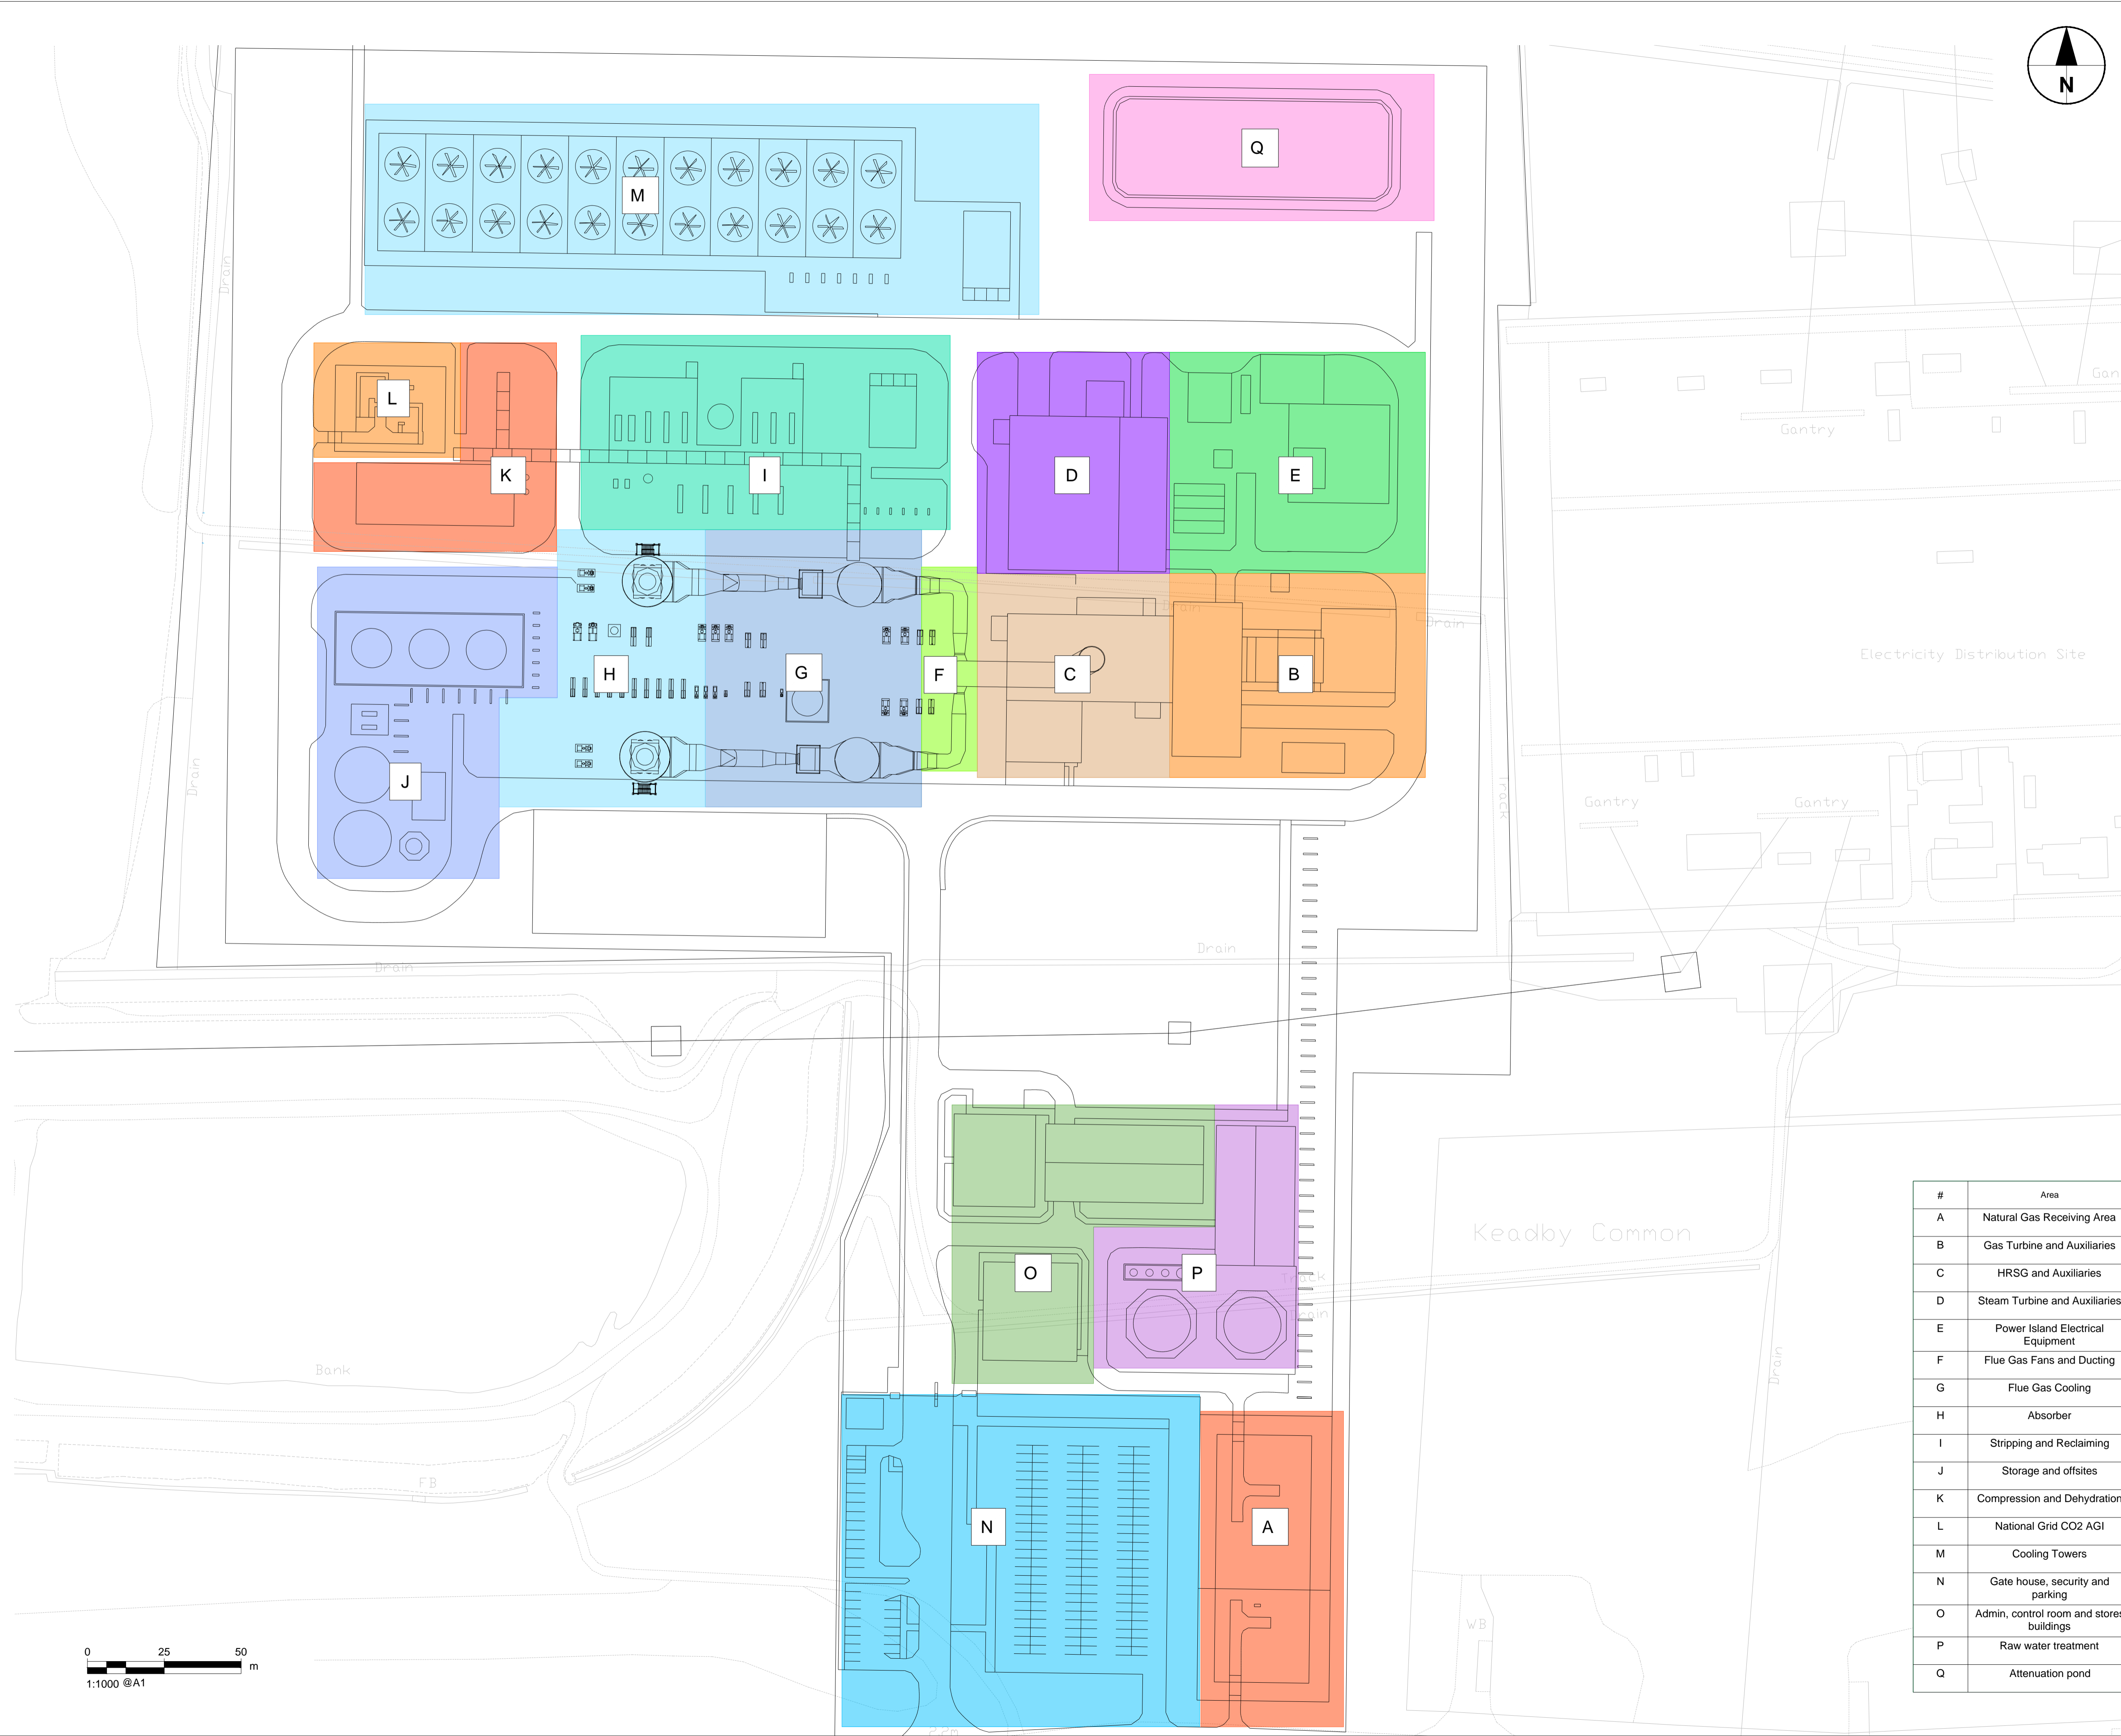 N
Q
M
Drain
Gantry
L
K
I
D
E
Drain
Drain
H
G
F
C
B
Electricity Distribution Site
Drain
J
Track
Gantry
Gantry
Drain
Drain
Keadby Common
O
P
Track
Drain
Bank
Drain
FB
N
A
WB
0 25 50
m
1:1000 @A1
# Area
A Natural Gas Receiving Area
B Gas Turbine and Auxiliaries
C HRSG and Auxiliaries
D Steam Turbine and Auxiliaries
E Power Island Electrical
Equipment
F Flue Gas Fans and Ducting
G Flue Gas Cooling
H Absorber
I Stripping and Reclaiming
J Storage and offsites
K Compression and Dehydration
L National Grid CO2 AGI
M Cooling Towers
N Gate house, security and
parking
O Admin, control room and stores
buildings
P Raw water treatment
Q Attenuation pond